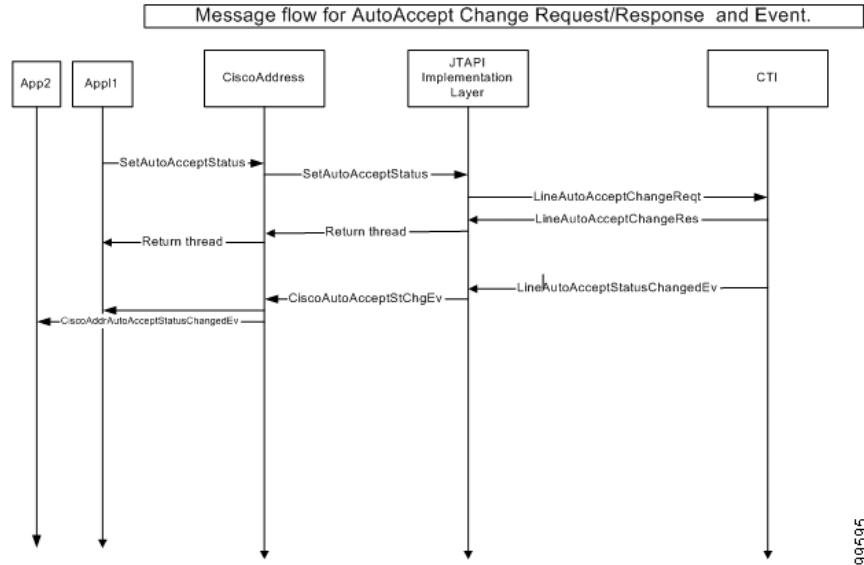 Message flow for AutoAccept Change Request/Response and Event.
App2
Appl1
CiscoAddress
JTAPI
Implementation
Layer
CTI
SetAutoAcceptStatus
SetAutoAcceptStatus
LineAutoAcceptChangeReqt
LineAutoAcceptChangeRes
Return thread
Return thread
LineAutoAcceptStatusChangedEv
CiscoAutoAcceptStChgEv
CiscoAddrAutoAcceptStatusChangedEv
99595